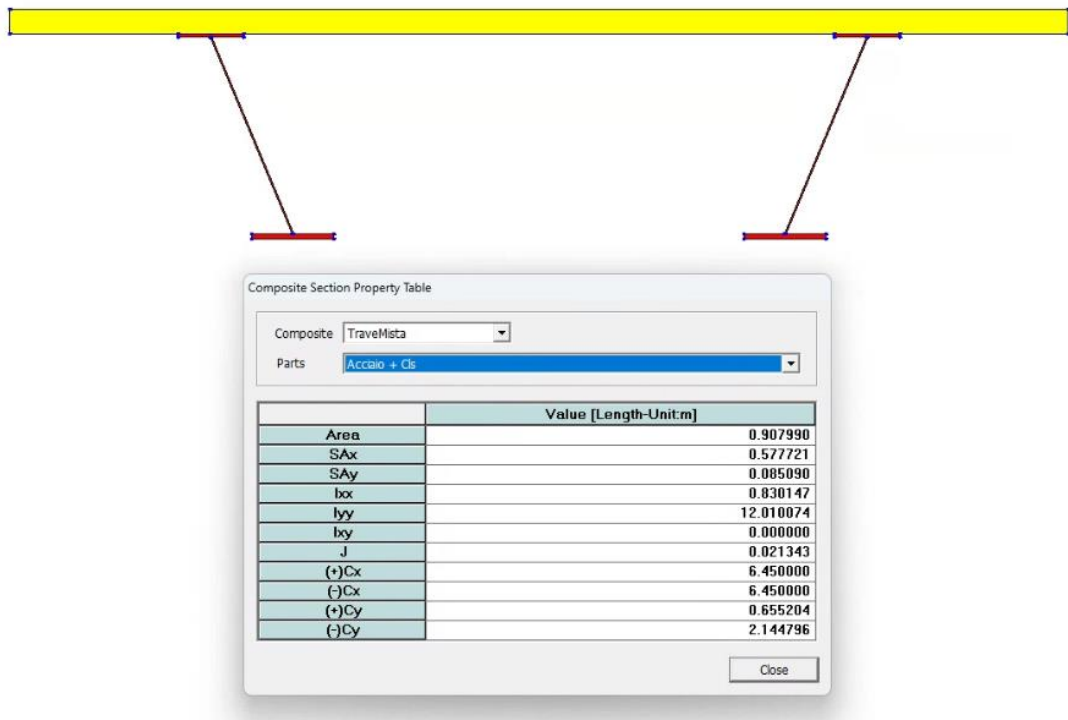 Composite Section Property Table
Composite TraveMista
Parts Acciaio + Cls
Value [Length-Unit:m]
Area 0.907990
SAx 0.577721
SAy 0.085090
Ixx 0.830147
Iyy 12.010074
Ixy 0.000000
J 0.021343
(+)Cx 6.450000
(-)Cx 6.450000
(+)Cy 0.655204
(-)Cy 2.144796
Close